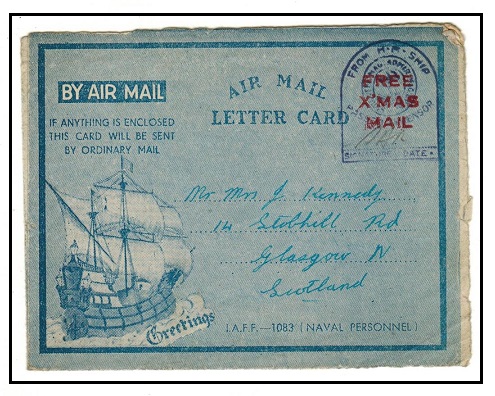 FROM H.M. SHIP
BY AIR MAIL
AIR MAIL
LETTER CARD
FREE
X'MAS
MAIL
IF ANYTHING IS ENCLOSED
THIS CARD WILL BE SENT
BY ORDINARY MAIL
SIGNATURE DATE
Mr Mrs J. Kennedy
14 Stobhill Rd
Glasgow N
Scotland
Greetings
I.A.F.F.—1083 (NAVAL PERSONNEL)